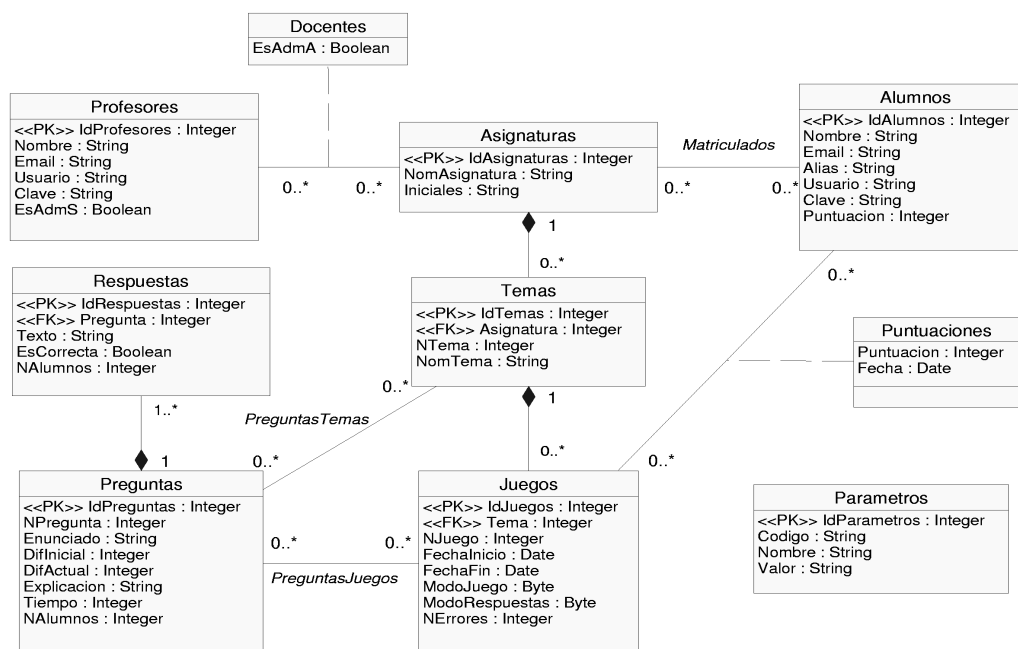 Docentes
EsAdmA : Boolean
Profesores
<<PK>> IdProfesores : Integer
Nombre : String
Email : String
Usuario : String
Clave : String
EsAdmS : Boolean
0..*
0..*
Asignaturas
<<PK>> IdAsignaturas : Integer
NomAsignatura : String
Iniciales : String
Matriculados
0..*
0..*
Alumnos
<<PK>> IdAlumnos : Integer
Nombre : String
Email : String
Alias : String
Usuario : String
Clave : String
Puntuacion : Integer
1
0..*
0..*
Respuestas
<<PK>> IdRespuestas : Integer
<<FK>> Pregunta : Integer
Texto : String
EsCorrecta : Boolean
NAlumnos : Integer
Temas
<<PK>> IdTemas : Integer
<<FK>> Asignatura : Integer
NTema : Integer
NomTema : String
Puntuaciones
Puntuacion : Integer
Fecha : Date
1..*
0..*
PreguntasTemas
1
1
0..*
0..*
0..*
Preguntas
<<PK>> IdPreguntas : Integer
NPregunta : Integer
Enunciado : String
DifInicial : Integer
DifActual : Integer
Explicacion : String
Tiempo : Integer
NAlumnos : Integer
0..*
0..*
PreguntasJuegos
Juegos
<<PK>> IdJuegos : Integer
<<FK>> Tema : Integer
NJuego : Integer
FechaInicio : Date
FechaFin : Date
ModoJuego : Byte
ModoRespuestas : Byte
NErrores : Integer
Parametros
<<PK>> IdParametros : Integer
Codigo : String
Nombre : String
Valor : String